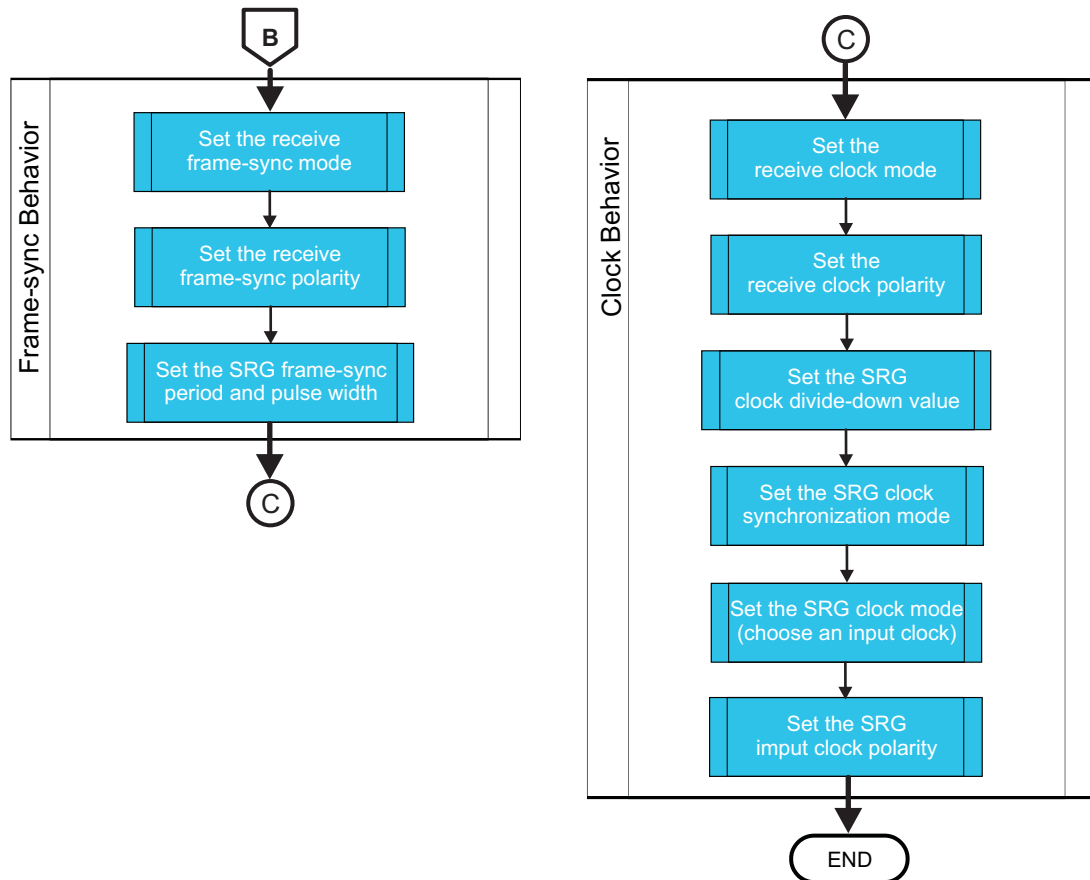 B
Frame-sync Behavior
Set the receive
frame-sync mode
Set the receive
frame-sync polarity
Set the SRG frame-sync
period and pulse width
C
C
Clock Behavior
Set the
receive clock mode
Set the
receive clock polarity
Set the SRG
clock divide-down value
Set the SRG clock
synchronization mode
Set the SRG clock mode
(choose an input clock)
Set the SRG
imput clock polarity
END